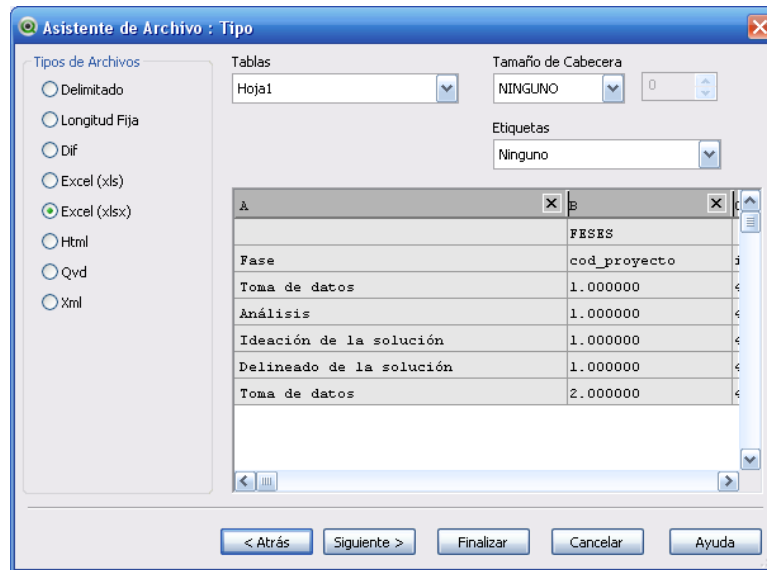 Asistente de Archivo : Tipo
Tipos de Archivos
Delimitado
Longitud Fija
Dif
Excel (xls)
Excel (xlsx)
Html
Qvd
Xml
Tablas
Hoja1
Tamaño de Cabecera
NINGUNO
0
Etiquetas
Ninguno
A B
FESES
Fase cod_proyecto
Toma de datos 1.000000
Análisis 1.000000
Ideación de la solución 1.000000
Delineado de la solución 1.000000
Toma de datos 2.000000
< Atrás Siguiente > Finalizar Cancelar Ayuda